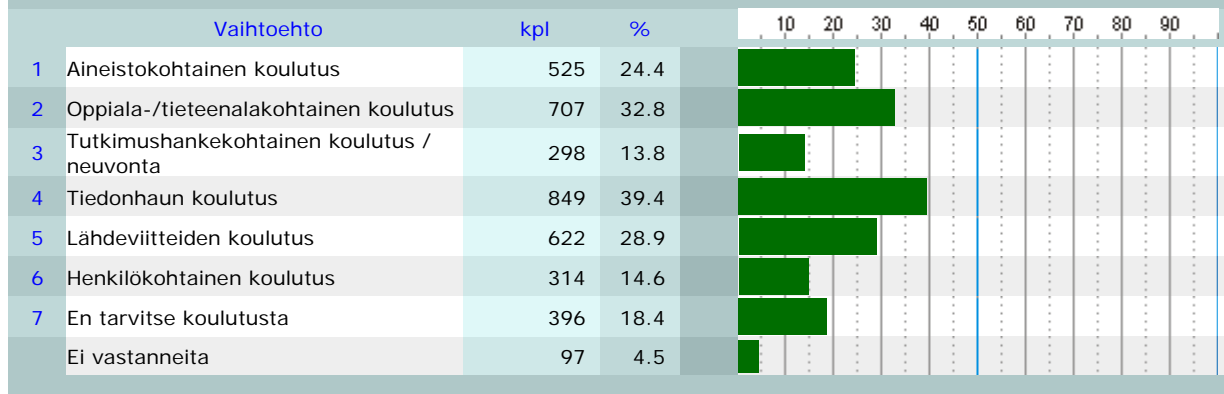 Vaihtoehto kpl % 10 20 30 40 50 60 70 80 90
1 Aineistokohtainen koulutus 525 24.4
2 Oppiala-/tieteenalakohtainen koulutus 707 32.8
3 Tutkimushankekohtainen koulutus /
neuvonta 298 13.8
4 Tiedonhaun koulutus 849 39.4
5 Lähdeviitteiden koulutus 622 28.9
6 Henkilökohtainen koulutus 314 14.6
7 En tarvitse koulutusta 396 18.4
Ei vastanneita 97 4.5